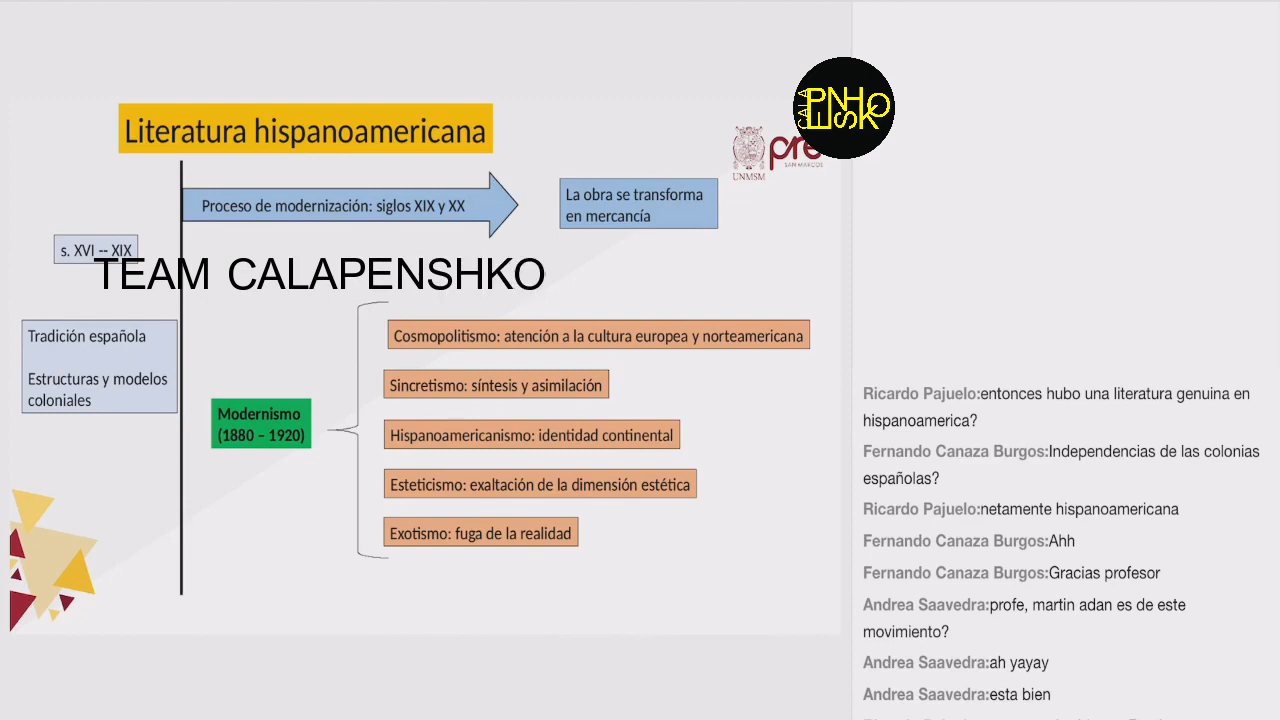 Literatura hispanoamericana
CALA
PENSHKO
pre
SAN MARCOS
UNMSM
Proceso de modernización: siglos XIX y XX
La obra se transforma
en mercancía
s. XVI -- XIX
TEAM CALAPENSHKO
Tradición española
Estructuras y modelos
coloniales
Modernismo
(1880 – 1920)
Cosmopolitismo: atención a la cultura europea y norteamericana
Sincretismo: síntesis y asimilación
Hispanoamericanismo: identidad continental
Esteticismo: exaltación de la dimensión estética
Exotismo: fuga de la realidad
Ricardo Pajuelo:entonces hubo una literatura genuina en
hispanoamerica?
Fernando Canaza Burgos:Independencias de las colonias
españolas?
Ricardo Pajuelo:netamente hispanoamericana
Fernando Canaza Burgos:Ahh
Fernando Canaza Burgos:Gracias profesor
Andrea Saavedra:profe, martin adan es de este
movimiento?
Andrea Saavedra:ah yayay
Andrea Saavedra:esta bien